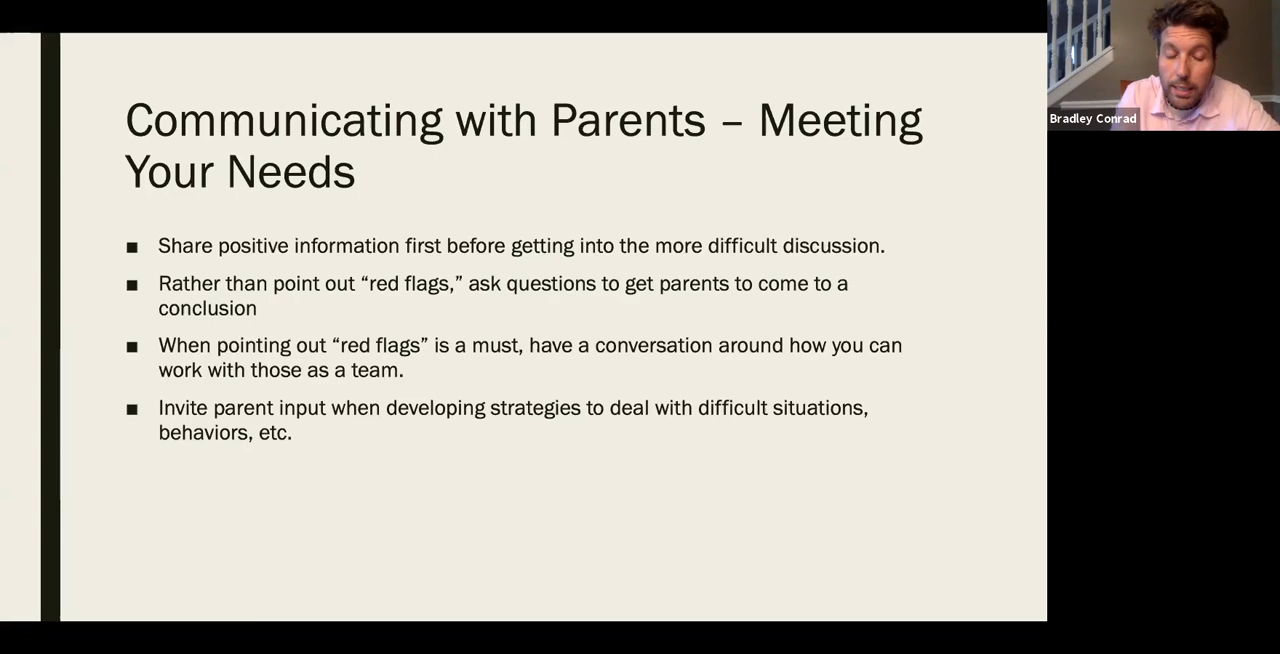 Communicating with Parents – Meeting
Your Needs
■ Share positive information first before getting into the more difficult discussion.
■ Rather than point out “red flags,” ask questions to get parents to come to a
conclusion
■ When pointing out “red flags” is a must, have a conversation around how you can
work with those as a team.
■ Invite parent input when developing strategies to deal with difficult situations,
behaviors, etc.
Bradley Conrad